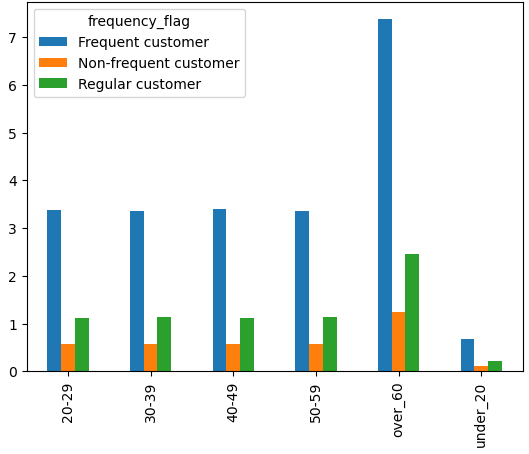 frequency_flag
Frequent customer
Non-frequent customer
Regular customer
7
6
5
4
3
2
1
0
20-29
30-39
40-49
50-59
over_60
under_20